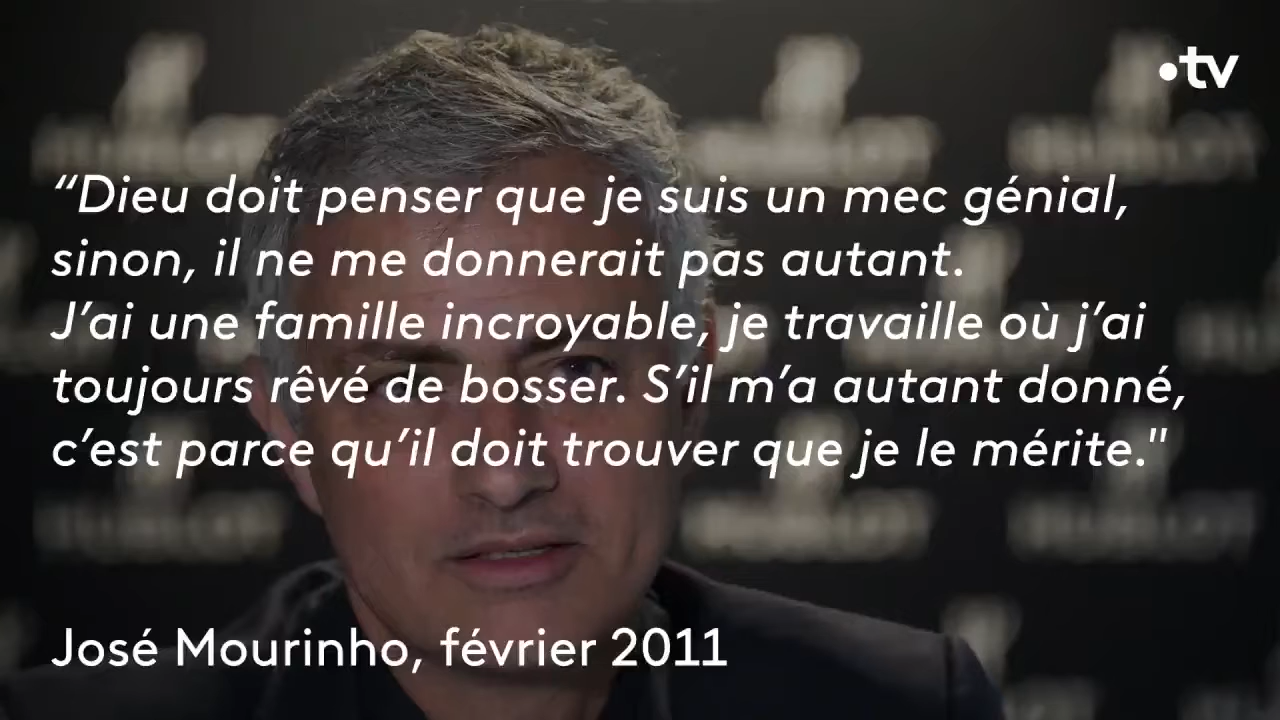 tv
“Dieu doit penser que je suis un mec génial,
sinon, il ne me donnerait pas autant.
J’ai une famille incroyable, je travaille où j’ai
toujours rêvé de bosser. S’il m’a autant donné,
c’est parce qu’il doit trouver que je le mérite."
José Mourinho, février 2011